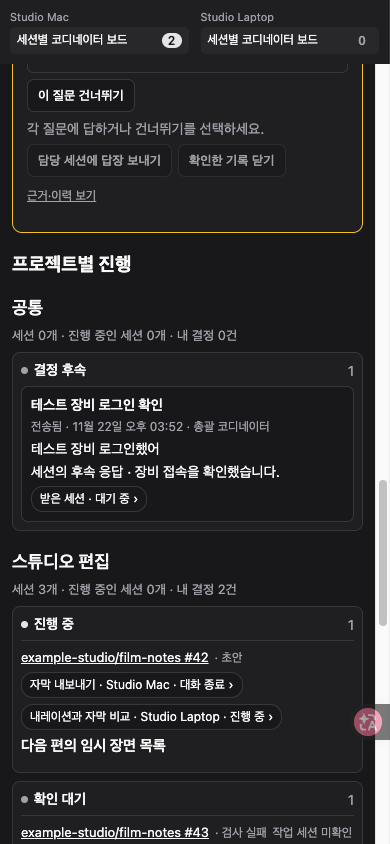 Studio Mac
세션별 코디네이터 보드 2
Studio Laptop
세션별 코디네이터 보드 0
이 질문 건너뛰기
각 질문에 답하거나 건너뛰기를 선택하세요.
담당 세션에 답장 보내기
확인한 기록 닫기
근거·이력 보기
프로젝트별 진행
공통
세션 0개 · 진행 중인 세션 0개 · 내 결정 0건
결정 후속 1
테스트 장비 로그인 확인
전송됨 · 11월 22일 오후 03:52 · 총괄 코디네이터
테스트 장비 로그인했어
세션의 후속 응답 · 장비 접속을 확인했습니다.
받은 세션 · 대기 중 ›
스튜디오 편집
세션 3개 · 진행 중인 세션 0개 · 내 결정 2건
진행 중 1
example-studio/film-notes #42 · 초안
자막 내보내기 · Studio Mac · 대화 종료 ›
내레이션과 자막 비교 · Studio Laptop · 진행 중 ›
다음 편의 임시 장면 목록
확인 대기 1
example-studio/film-notes #43 · 검사 실패 작업 세션 미확인